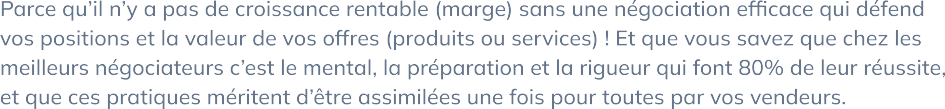 Parce qu’il n’y a pas de croissance rentable (marge) sans une négociation efficace qui défend
vos positions et la valeur de vos offres (produits ou services) ! Et que vous savez que chez les
meilleurs négociateurs c’est le mental, la préparation et la rigueur qui font 80% de leur réussite,
et que ces pratiques méritent d’être assimilées une fois pour toutes par vos vendeurs.